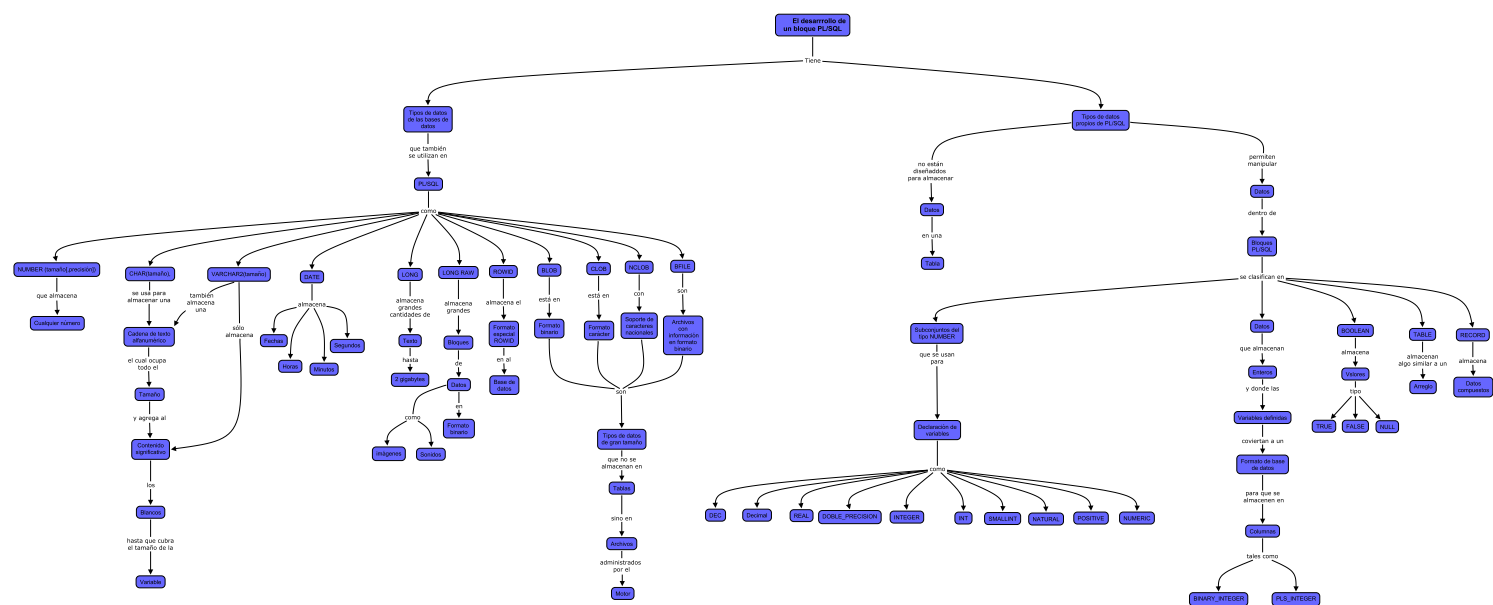 El desarrrollo de
un bloque PL/SQL
Tiene
Tipos de datos
de las bases de
datos
Tipos de datos
propios de PL/SQL
que también
se utilizan en
no están
diseñaddos
para almacenar
permiten
manipular
PL/SQL
Datos
Datos
como
en una
dentro de
Tabla
Bloques
PL/SQL
NUMBER (tamaño[,precisión])
CHAR(tamaño),
VARCHAR2(tamaño)
DATE
LONG
LONG RAW
ROWID
BLOB
CLOB
NCLOB
BFILE
se clasifican en
que almacena
se usa para
almacenar una
también
almacena
una
sólo
almacena
almacena
almacena
grandes
cantidades de
almacena
grandes
almacena el
está en
está en
con
son
Cualquier número
Cadena de texto
alfanumérico
Fechas
Horas
Minutos
Segundos
Texto
Bloques
Formato
especial
ROWID
Formato
binario
Formato
carácter
Soporte de
caracteres
nacionales
Archivos
con
información
en formato
binario
Subconjuntos del
tipo NUMBER
Datos
BOOLEAN
TABLE
RECORD
el cual ocupa
todo el
hasta
de
en al
que se usan
para
que almacenan
almacena
almacenan
algo similar a un
almacena
Tamaño
2 gigabytes
Datos
Base de
datos
son
Enteros
Valores
Arreglo
Datos
compuestos
y agrega al
como
en
y donde las
tipo
Contenido
significativo
imágenes
Sonidos
Formato
binario
Tipos de datos
de gran tamaño
Declaración de
variables
Variables definidas
TRUE
FALSE
NULL
los
que no se
almacenan en
como
coviertan a un
Blancos
Tablas
Formato de base
de datos
hasta que cubra
el tamaño de la
sino en
DEC
Decimal
REAL
DOBLE_PRECISION
INTEGER
INT
SMALLINT
NATURAL
POSITIVE
NUMERIC
para que se
almacenen en
Variable
Archivos
Columnas
administrados
por el
tales como
Motor
BINARY_INTEGER
PLS_INTEGER